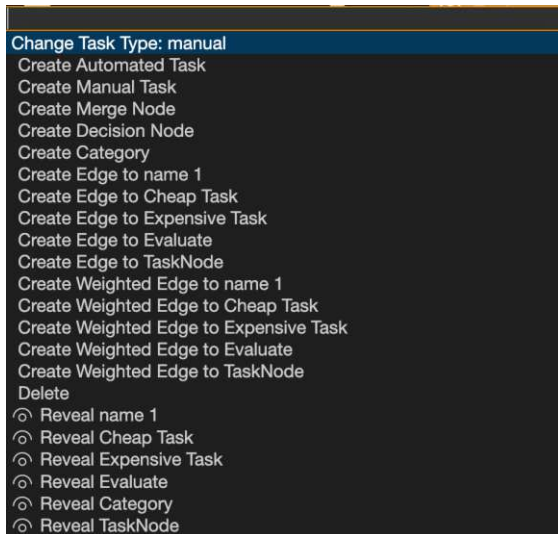 Change Task Type: manual
Create Automated Task
Create Manual Task
Create Merge Node
Create Decision Node
Create Category
Create Edge to name 1
Create Edge to Cheap Task
Create Edge to Expensive Task
Create Edge to Evaluate
Create Edge to TaskNode
Create Weighted Edge to name 1
Create Weighted Edge to Cheap Task
Create Weighted Edge to Expensive Task
Create Weighted Edge to Evaluate
Create Weighted Edge to TaskNode
Delete
Reveal name 1
Reveal Cheap Task
Reveal Expensive Task
Reveal Evaluate
Reveal Category
Reveal TaskNode